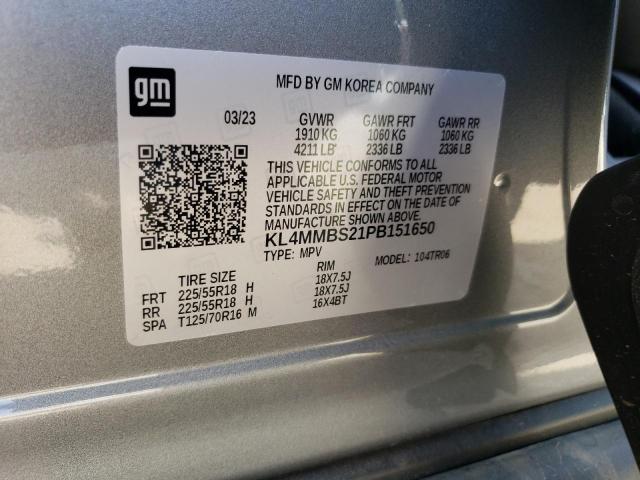 gm
MFD BY GM KOREA COMPANY
03/23 GVWR GAWR FRT GAWR RR
1910 KG 1060 KG 1060 KG
4211 LB 2336 LB 2336 LB
THIS VEHICLE CONFORMS TO ALL
APPLICABLE U.S. FEDERAL MOTOR
VEHICLE SAFETY AND THEFT PREVENTION
STANDARDS IN EFFECT ON THE DATE OF
MANUFACTURE SHOWN ABOVE.
KL4MMBS21PB151650
TYPE: MPV MODEL: 104TR06
TIRE SIZE RIM
FRT 225/55R18 H 18X7.5J
RR 225/55R18 H 18X7.5J
SPA T125/70R16 M 16X4BT